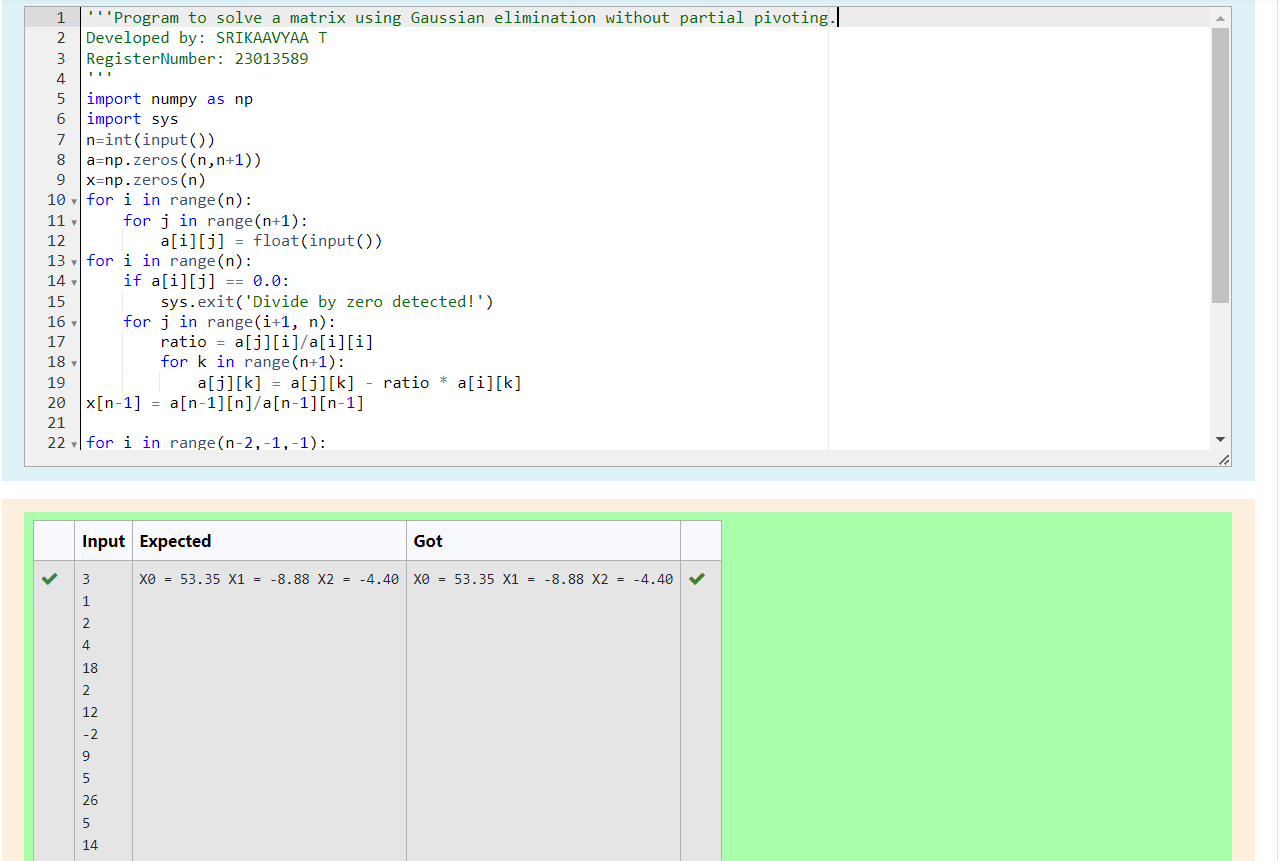 1 '''Program to solve a matrix using Gaussian elimination without partial pivoting.
2 Developed by: SRIKAAVYAA T
3 RegisterNumber: 23013589
4 '''
5 import numpy as np
6 import sys
7 n=int(input())
8 a=np.zeros((n,n+1))
9 x=np.zeros(n)
10 for i in range(n):
11     for j in range(n+1):
12         a[i][j] = float(input())
13 for i in range(n):
14     if a[i][j] == 0.0:
15         sys.exit('Divide by zero detected!')
16     for j in range(i+1, n):
17         ratio = a[j][i]/a[i][i]
18         for k in range(n+1):
19             a[j][k] = a[j][k] - ratio * a[i][k]
20 x[n-1] = a[n-1][n]/a[n-1][n-1]
21
22 for i in range(n-2,-1,-1):
Input Expected Got
3 X0 = 53.35 X1 = -8.88 X2 = -4.40 X0 = 53.35 X1 = -8.88 X2 = -4.40
1
2
4
18
2
12
-2
9
5
26
5
14